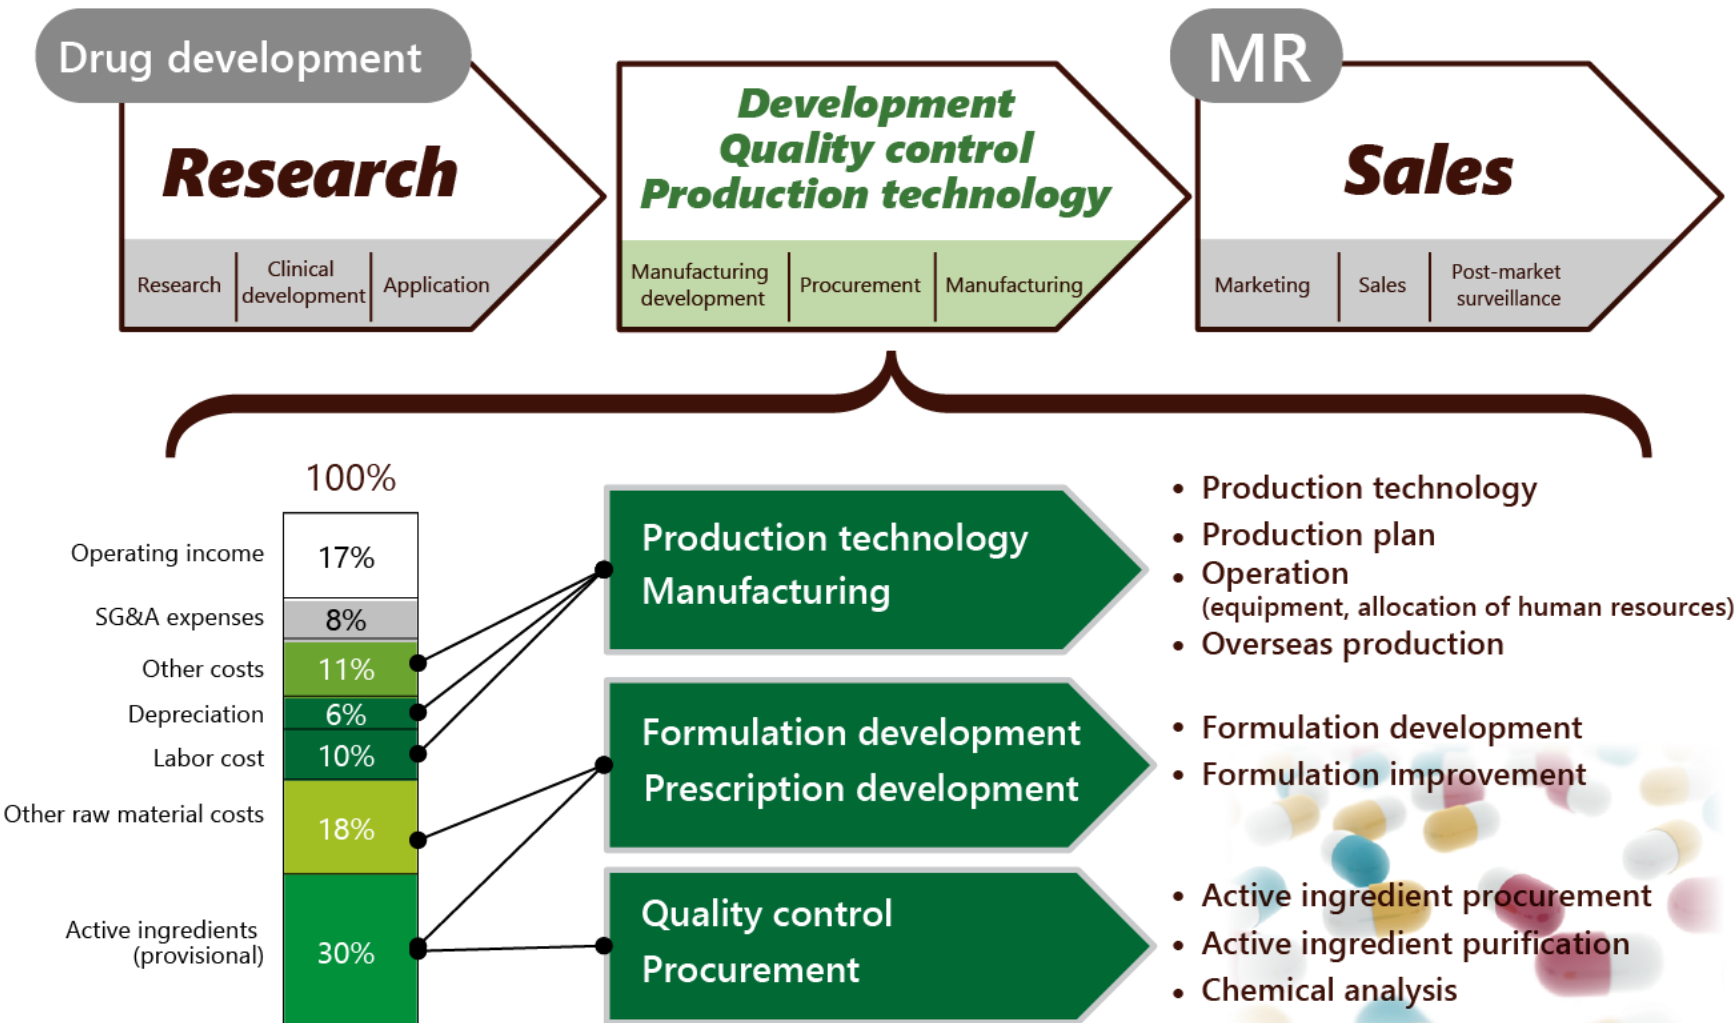 Drug development
Research
Research
Clinical
development
Application
Development
Quality control
Production technology
Manufacturing
development
Procurement
Manufacturing
MR
Sales
Marketing
Sales
Post-market
surveillance
100%
Operating income
17%
SG&A expenses
8%
Other costs
11%
Depreciation
6%
Labor cost
10%
Other raw material costs
18%
Active ingredients
(provisional)
30%
Production technology
Manufacturing
• Production technology
• Production plan
• Operation
(equipment, allocation of human resources)
• Overseas production
Formulation development
Prescription development
• Formulation development
• Formulation improvement
Quality control
Procurement
• Active ingredient procurement
• Active ingredient purification
• Chemical analysis